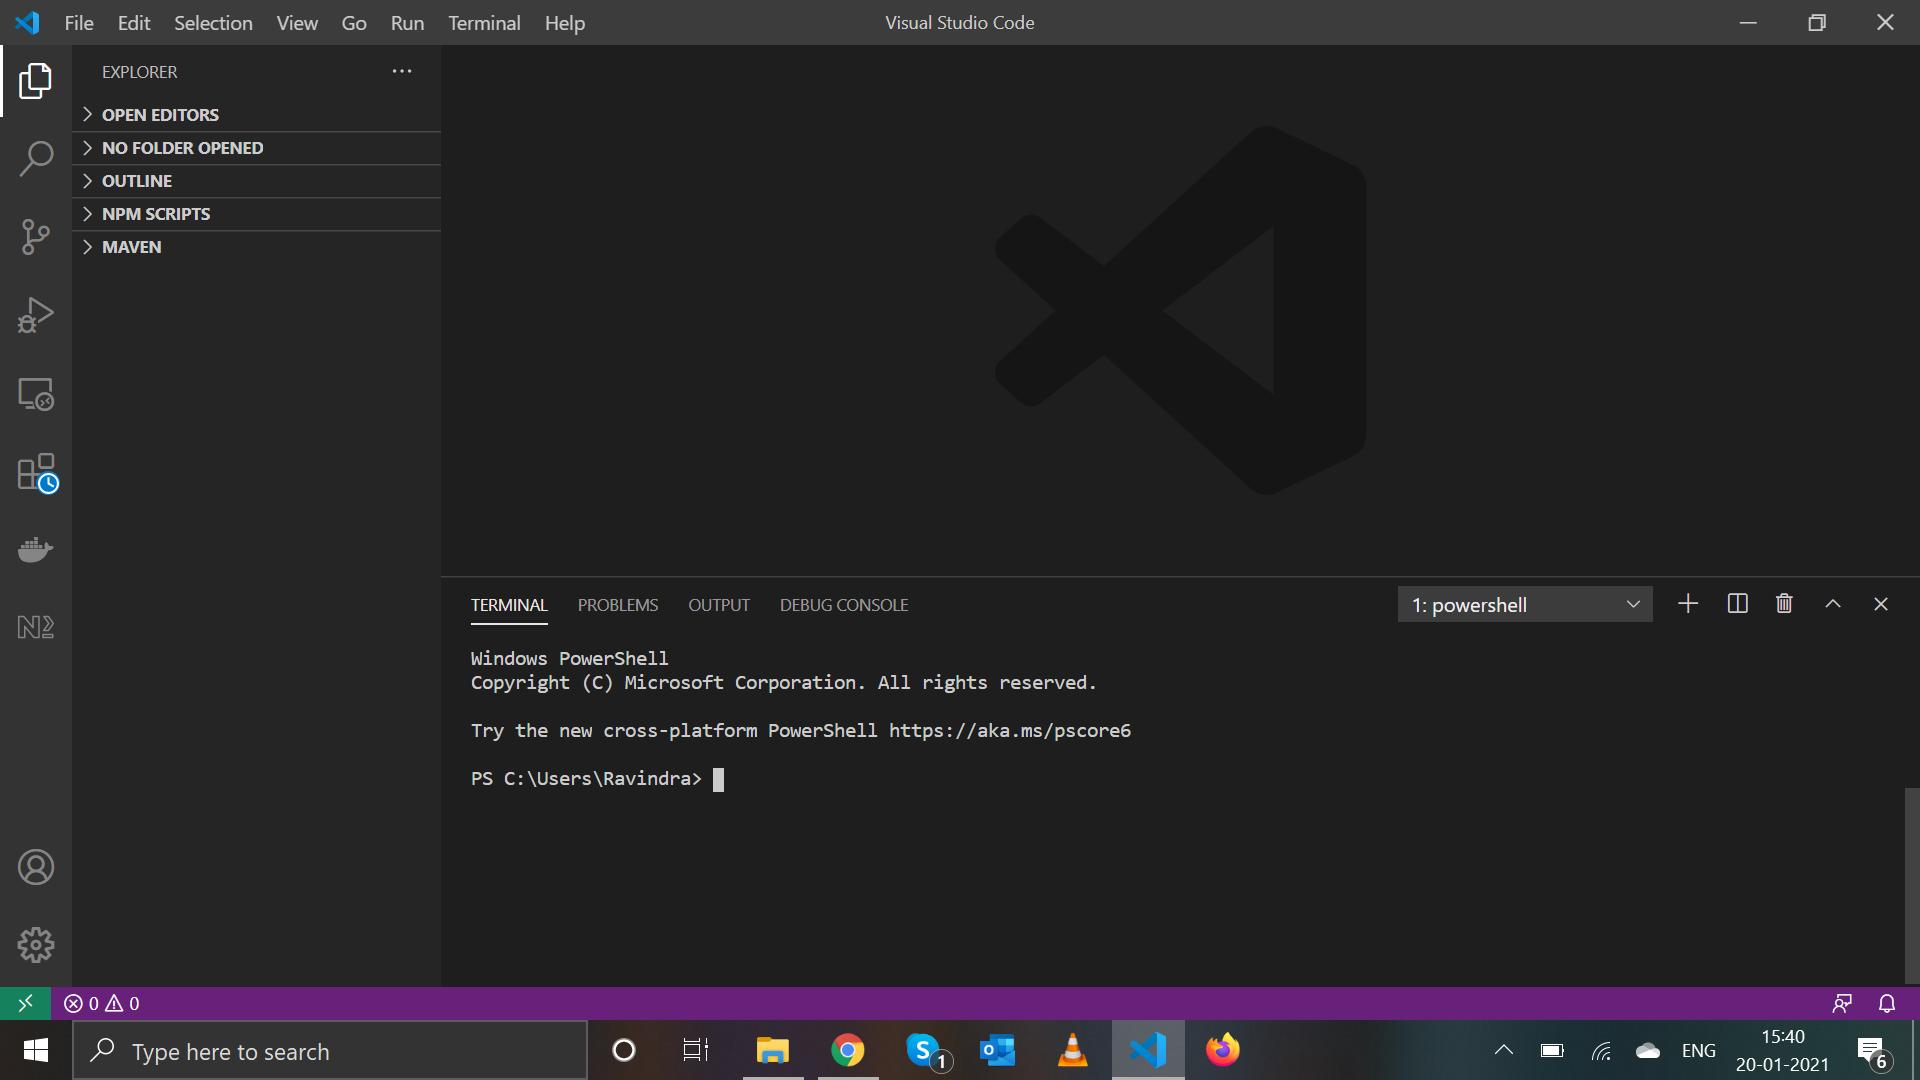 File Edit Selection View Go Run Terminal Help
Visual Studio Code
EXPLORER
OPEN EDITORS
NO FOLDER OPENED
OUTLINE
NPM SCRIPTS
MAVEN
TERMINAL PROBLEMS OUTPUT DEBUG CONSOLE
1: powershell
Windows PowerShell
Copyright (C) Microsoft Corporation. All rights reserved.
Try the new cross-platform PowerShell https://aka.ms/pscore6
PS C:\Users\Ravindra>
0 0
Type here to search
1
ENG
15:40
20-01-2021
6